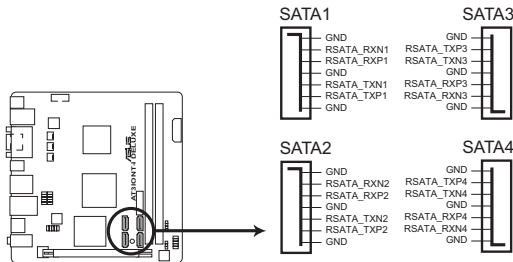 SATA1
GND
RSATA_RXN1
RSATA_RXP1
GND
RSATA_TXN1
RSATA_TXP1
GND
SATA3
GND
RSATA_TXP3
RSATA_TXN3
GND
RSATA_RXP3
RSATA_RXN3
GND
SATA2
GND
RSATA_RXN2
RSATA_RXP2
GND
RSATA_TXN2
RSATA_TXP2
GND
SATA4
GND
RSATA_TXP4
RSATA_TXN4
GND
RSATA_RXP4
RSATA_RXN4
GND
ASUS
AT3IONT-I DELUXE